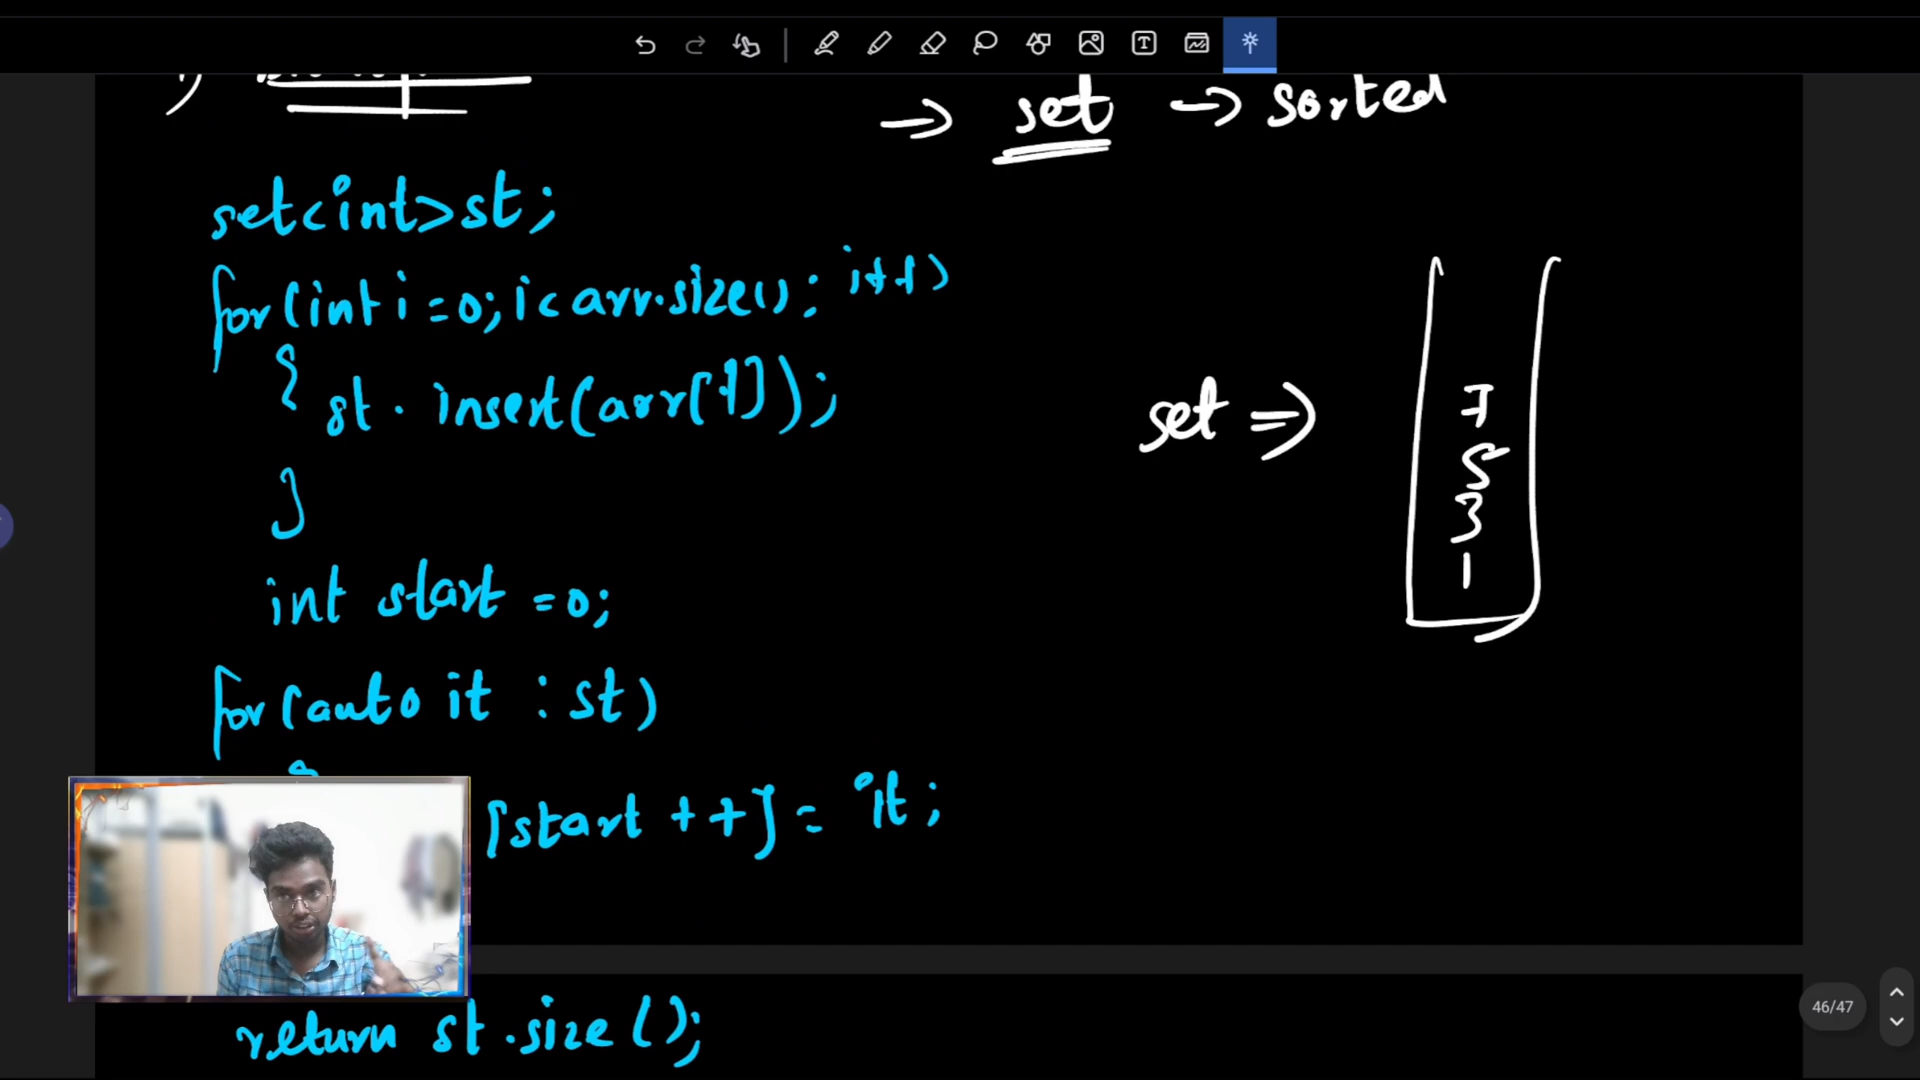 → set → sorted
set<int>st;
for(int i=0; i< arr.size(); i++)
{ st. insert(arr[i]);
}
set ⇒
7
5
3
1
int start =0;
for(auto it : st)
[start ++] = it;
46/47
return st.size();